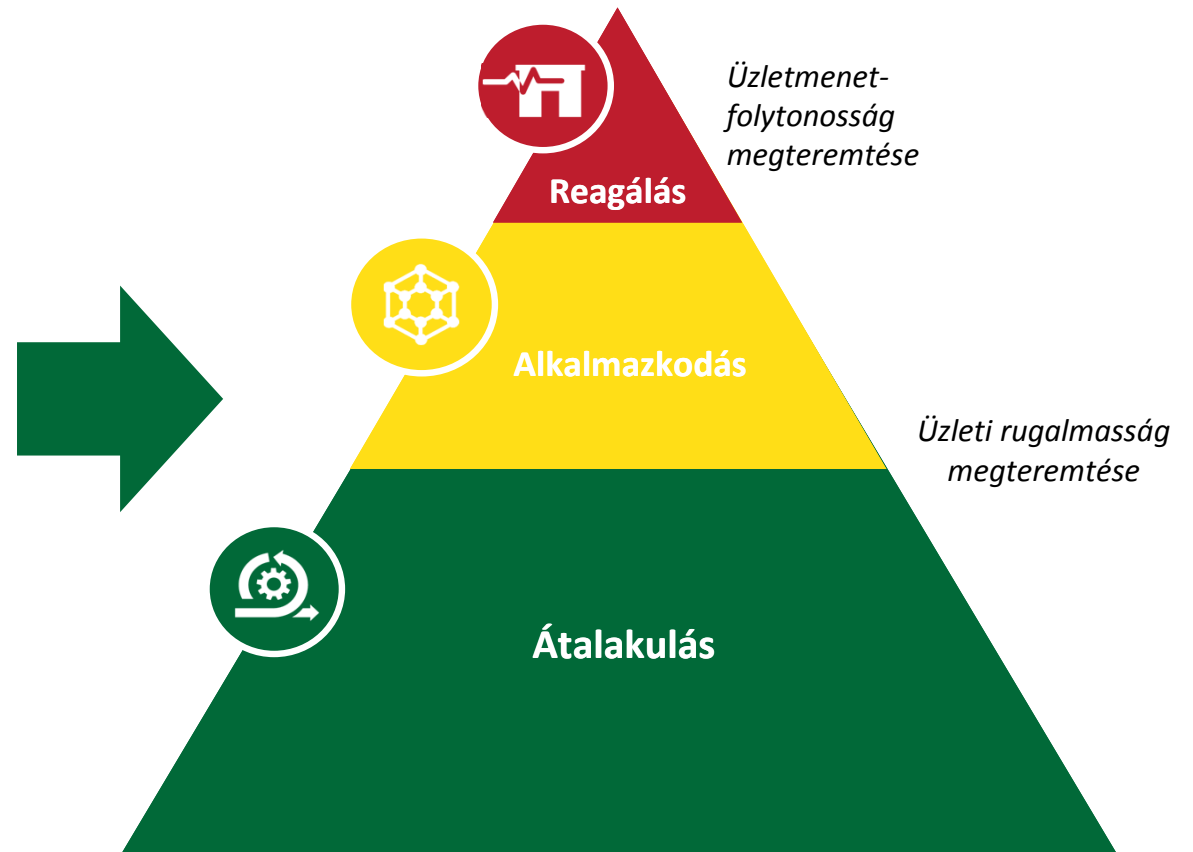 Üzletmenet-
folytonosság
megteremtése
Reagálás
Alkalmazkodás
Üzleti rugalmasság
megteremtése
Átalakulás